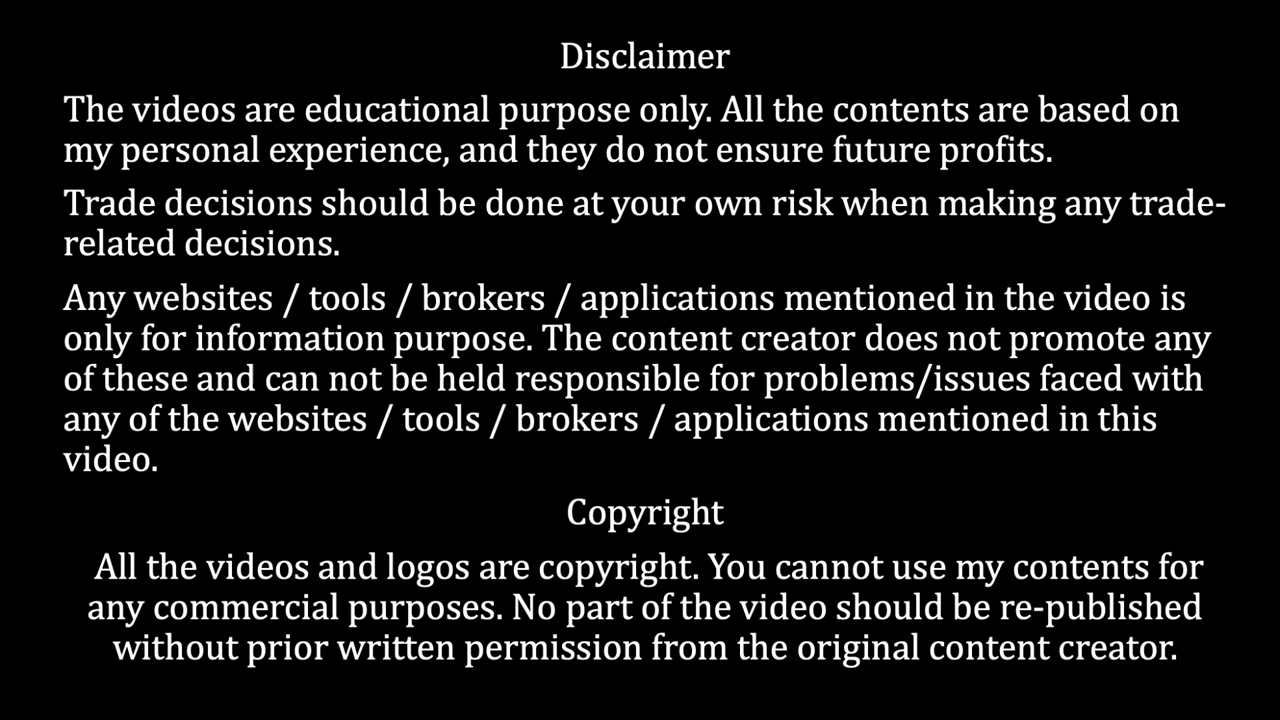 Disclaimer
The videos are educational purpose only. All the contents are based on
my personal experience, and they do not ensure future profits.
Trade decisions should be done at your own risk when making any trade-
related decisions.
Any websites / tools / brokers / applications mentioned in the video is
only for information purpose. The content creator does not promote any
of these and can not be held responsible for problems/issues faced with
any of the websites / tools / brokers / applications mentioned in this
video.
Copyright
All the videos and logos are copyright. You cannot use my contents for
any commercial purposes. No part of the video should be re-published
without prior written permission from the original content creator.